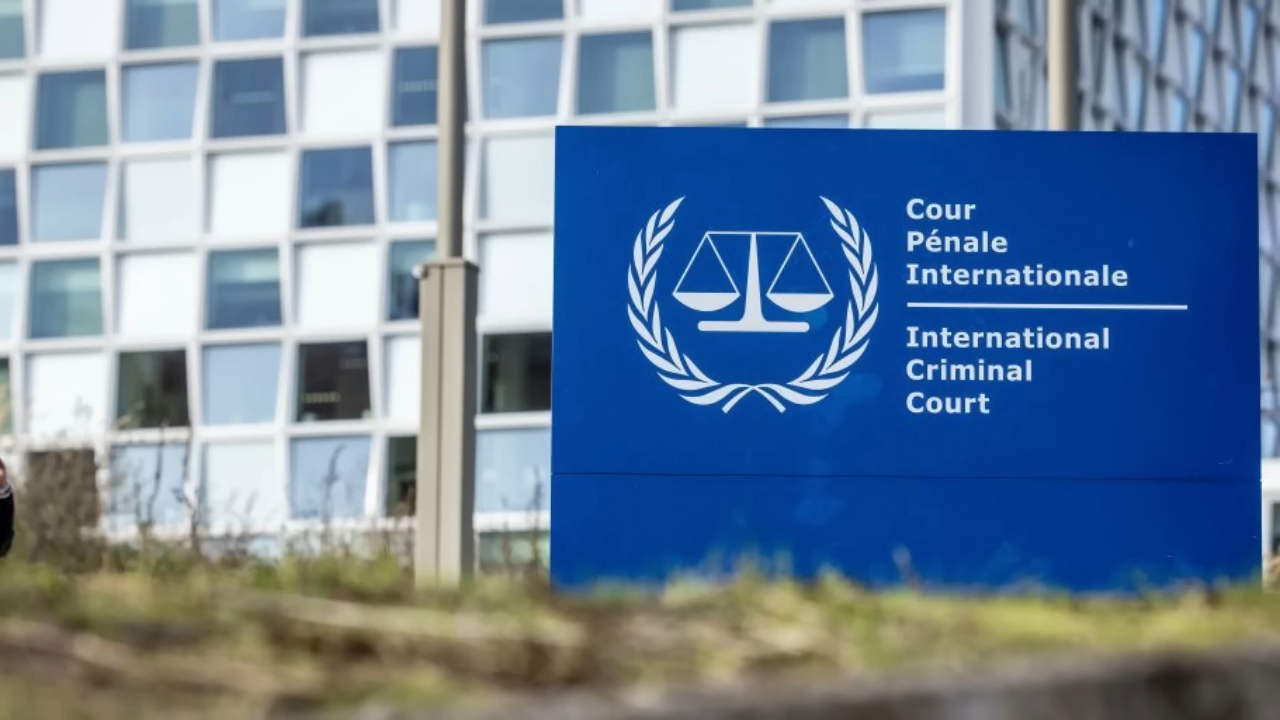 Cour
Pénale
Internationale
International
Criminal
Court